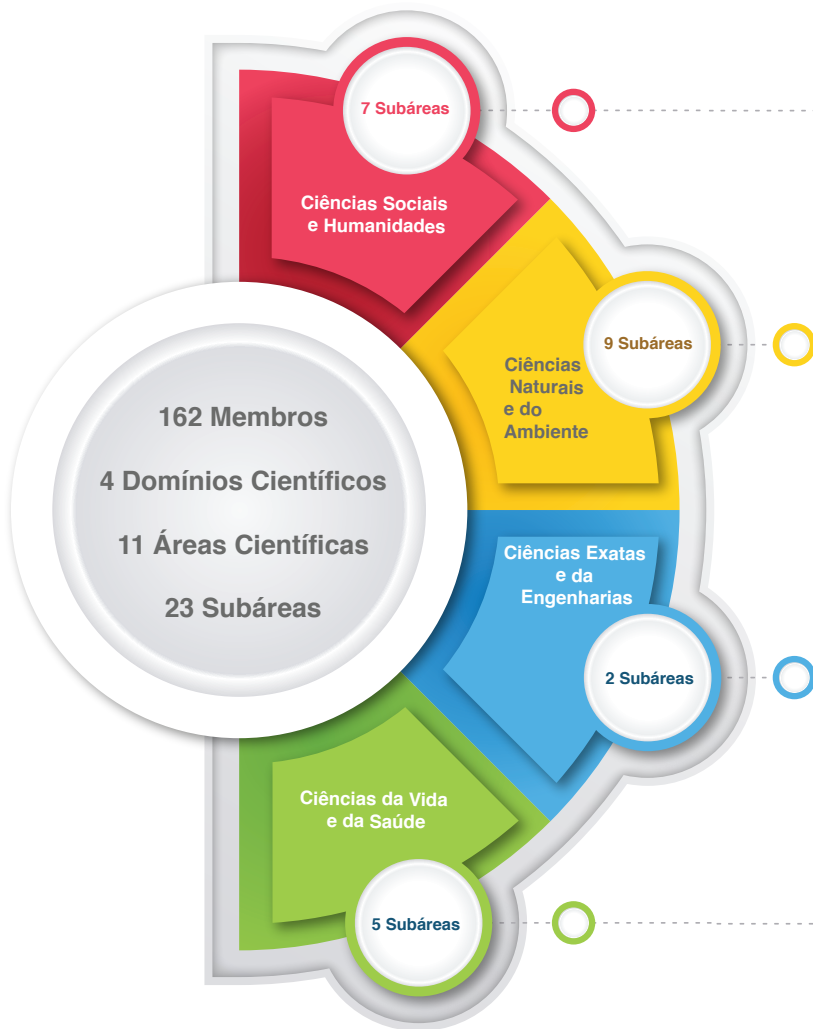 7 Subáreas
Ciências Sociais
e Humanidades
9 Subáreas
Ciências
Naturais
e do
Ambiente
162 Membros
4 Domínios Científicos
11 Áreas Científicas
23 Subáreas
Ciências Exatas
e da
Engenharias
2 Subáreas
Ciências da Vida
e da Saúde
5 Subáreas